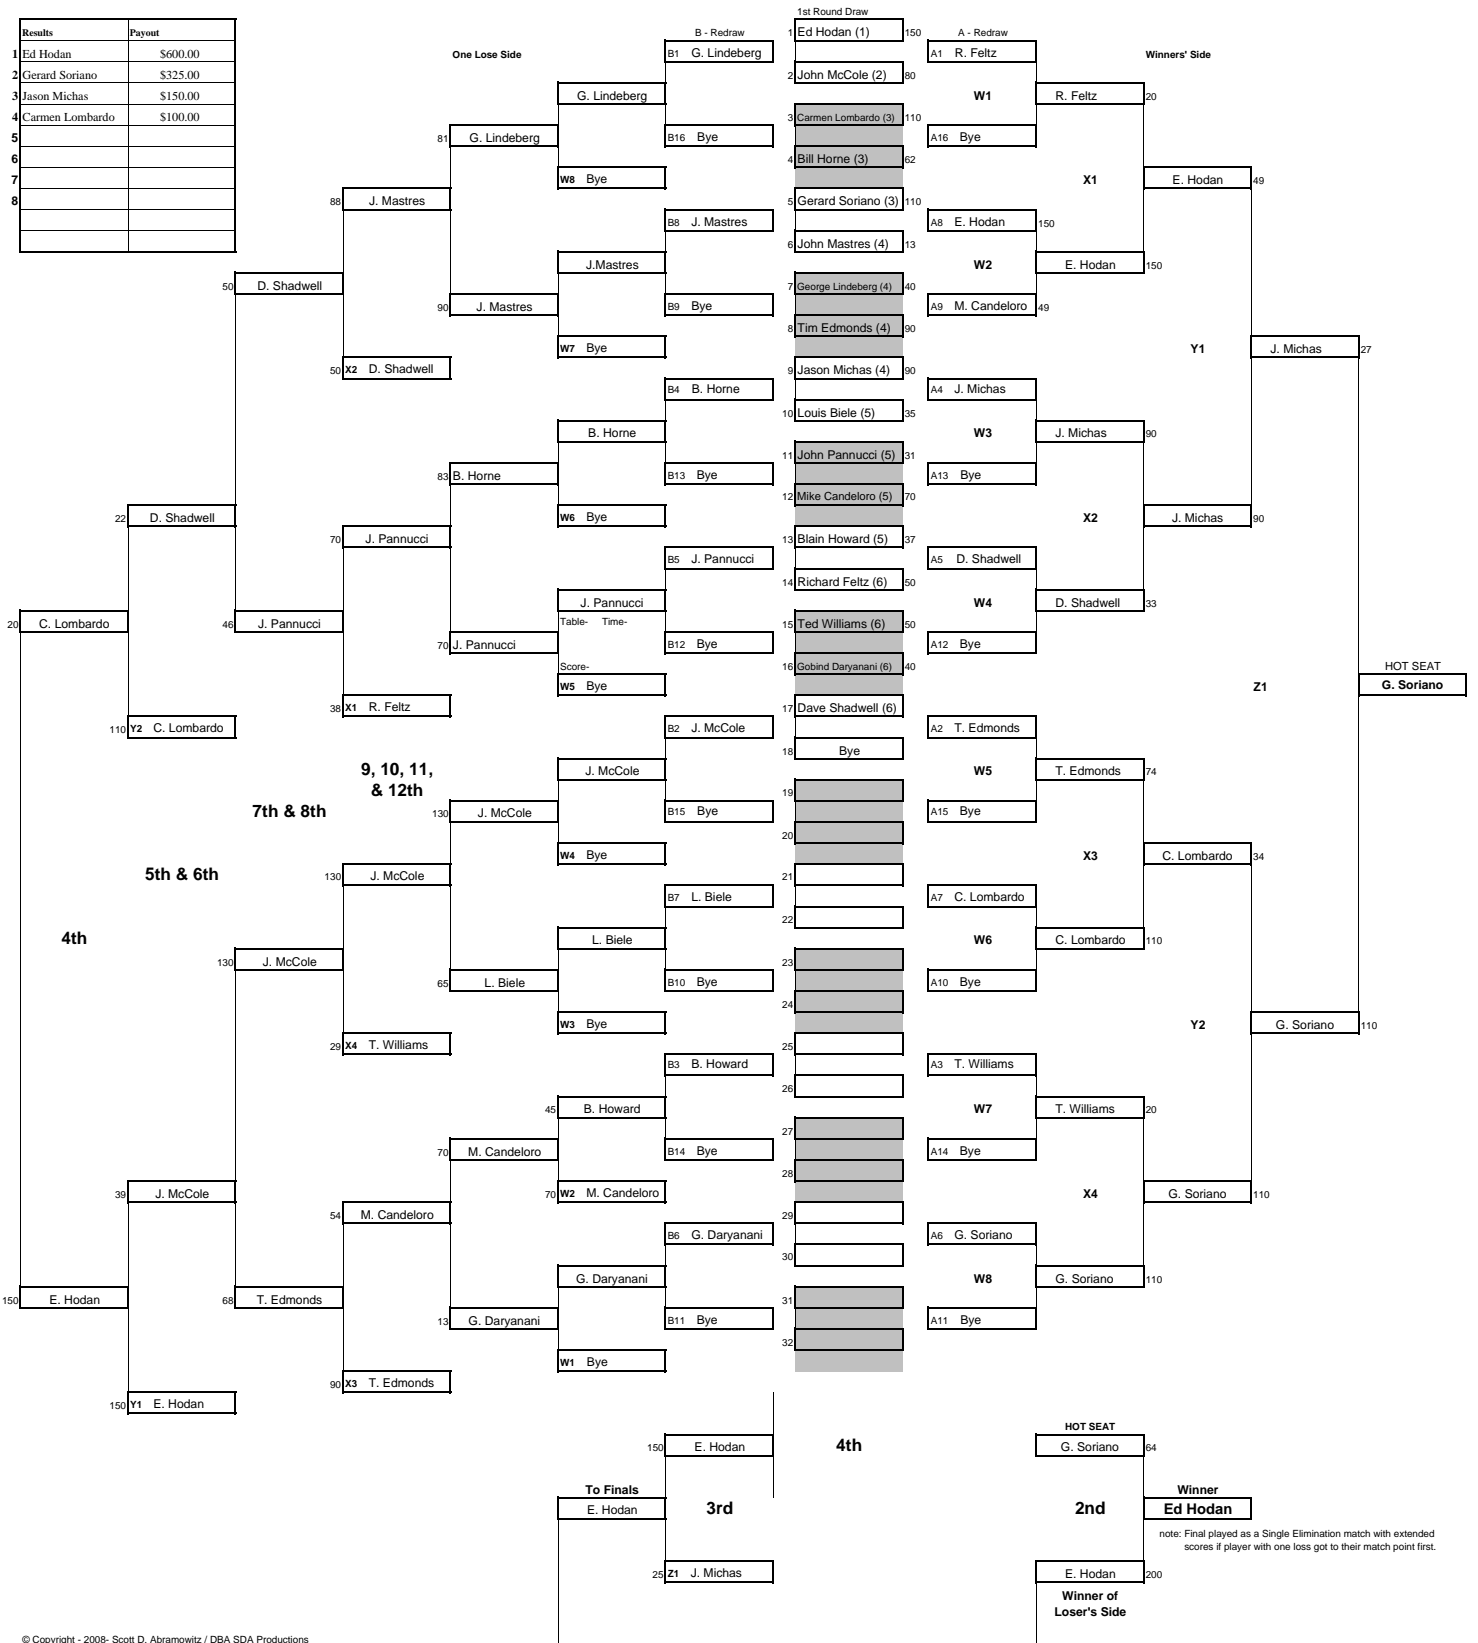 Results Payout
1 Ed Hodan $600.00
2 Gerard Soriano $325.00
3 Jason Michas $150.00
4 Carmen Lombardo $100.00
5
6
7
8
One Lose Side
B - Redraw
1st Round Draw
A - Redraw
Winners' Side
1 Ed Hodan (1) 150
2 John McCole (2) 80
3 Carmen Lombardo (3) 110
4 Bill Horne (3) 62
5 Gerard Soriano (3) 110
6 John Mastres (4) 13
7 George Lindeberg (4) 40
8 Tim Edmonds (4) 90
9 Jason Michas (4) 90
10 Louis Biele (5) 35
11 John Pannucci (5) 31
12 Mike Candeloro (5) 70
13 Blain Howard (5) 37
14 Richard Feltz (6) 50
15 Ted Williams (6) 50
16 Gobind Daryanani (6) 40
17 Dave Shadwell (6)
18 Bye
19
20
21
22
23
24
25
26
27
28
29
30
31
32
B1 G. Lindeberg
B16 Bye
B8 J. Mastres
B9 Bye
B4 B. Horne
B13 Bye
B5 J. Pannucci
B12 Bye
B2 J. McCole
B15 Bye
B7 L. Biele
B10 Bye
B3 B. Howard
B14 Bye
B6 G. Daryanani
B11 Bye
G. Lindeberg
W8 Bye
J.Mastres
W7 Bye
B. Horne
W6 Bye
J. Pannucci
Table- Time-
Score-
W5 Bye
J. McCole
W4 Bye
L. Biele
W3 Bye
45 B. Howard
70 W2 M. Candeloro
G. Daryanani
W1 Bye
81 G. Lindeberg
90 J. Mastres
83 B. Horne
70 J. Pannucci
130 J. McCole
65 L. Biele
70 M. Candeloro
13 G. Daryanani
88 J. Mastres
50 X2 D. Shadwell
70 J. Pannucci
38 X1 R. Feltz
9, 10, 11,
& 12th
130 J. McCole
29 X4 T. Williams
54 M. Candeloro
90 X3 T. Edmonds
50 D. Shadwell
46 J. Pannucci
7th & 8th
130 J. McCole
68 T. Edmonds
22 D. Shadwell
110 Y2 C. Lombardo
5th & 6th
39 J. McCole
150 Y1 E. Hodan
20 C. Lombardo
4th
150 E. Hodan
A1 R. Feltz
W1
A16 Bye
A8 E. Hodan 150
W2
A9 M. Candeloro 49
A4 J. Michas
W3
A13 Bye
A5 D. Shadwell
W4
A12 Bye
A2 T. Edmonds
W5
A15 Bye
A7 C. Lombardo
W6
A10 Bye
A3 T. Williams
W7
A14 Bye
A6 G. Soriano
W8
A11 Bye
R. Feltz 20
X1
E. Hodan 150
J. Michas 90
X2
D. Shadwell 33
T. Edmonds 74
X3
C. Lombardo 110
T. Williams 20
X4
G. Soriano 110
E. Hodan 49
Y1
J. Michas 90
C. Lombardo 34
Y2
G. Soriano 110
J. Michas 27
Z1
G. Soriano 110
HOT SEAT
G. Soriano
150 E. Hodan
4th
To Finals
E. Hodan
3rd
25 Z1 J. Michas
HOT SEAT
G. Soriano 64
2nd
Winner
Ed Hodan
note: Final played as a Single Elimination match with extended
scores if player with one loss got to their match point first.
E. Hodan 200
Winner of
Loser's Side
© Copyright - 2008- Scott D. Abramowitz / DBA SDA Productions